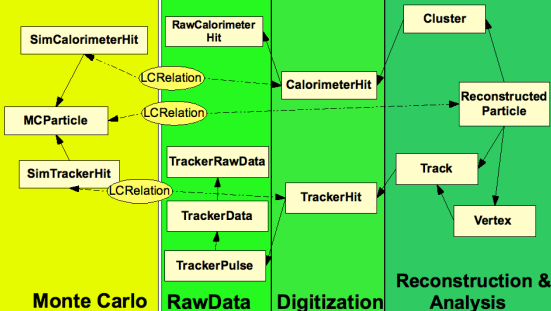 Cluster
RawCalorimeter
Hit
SimCalorimeterHit
LCRelation
CalorimeterHit
Reconstructed
Particle
LCRelation
MCParticle
TrackerRawData
Track
SimTrackerHit
LCRelation
TrackerHit
TrackerData
Vertex
TrackerPulse
Monte Carlo
RawData
Digitization
Reconstruction &
Analysis